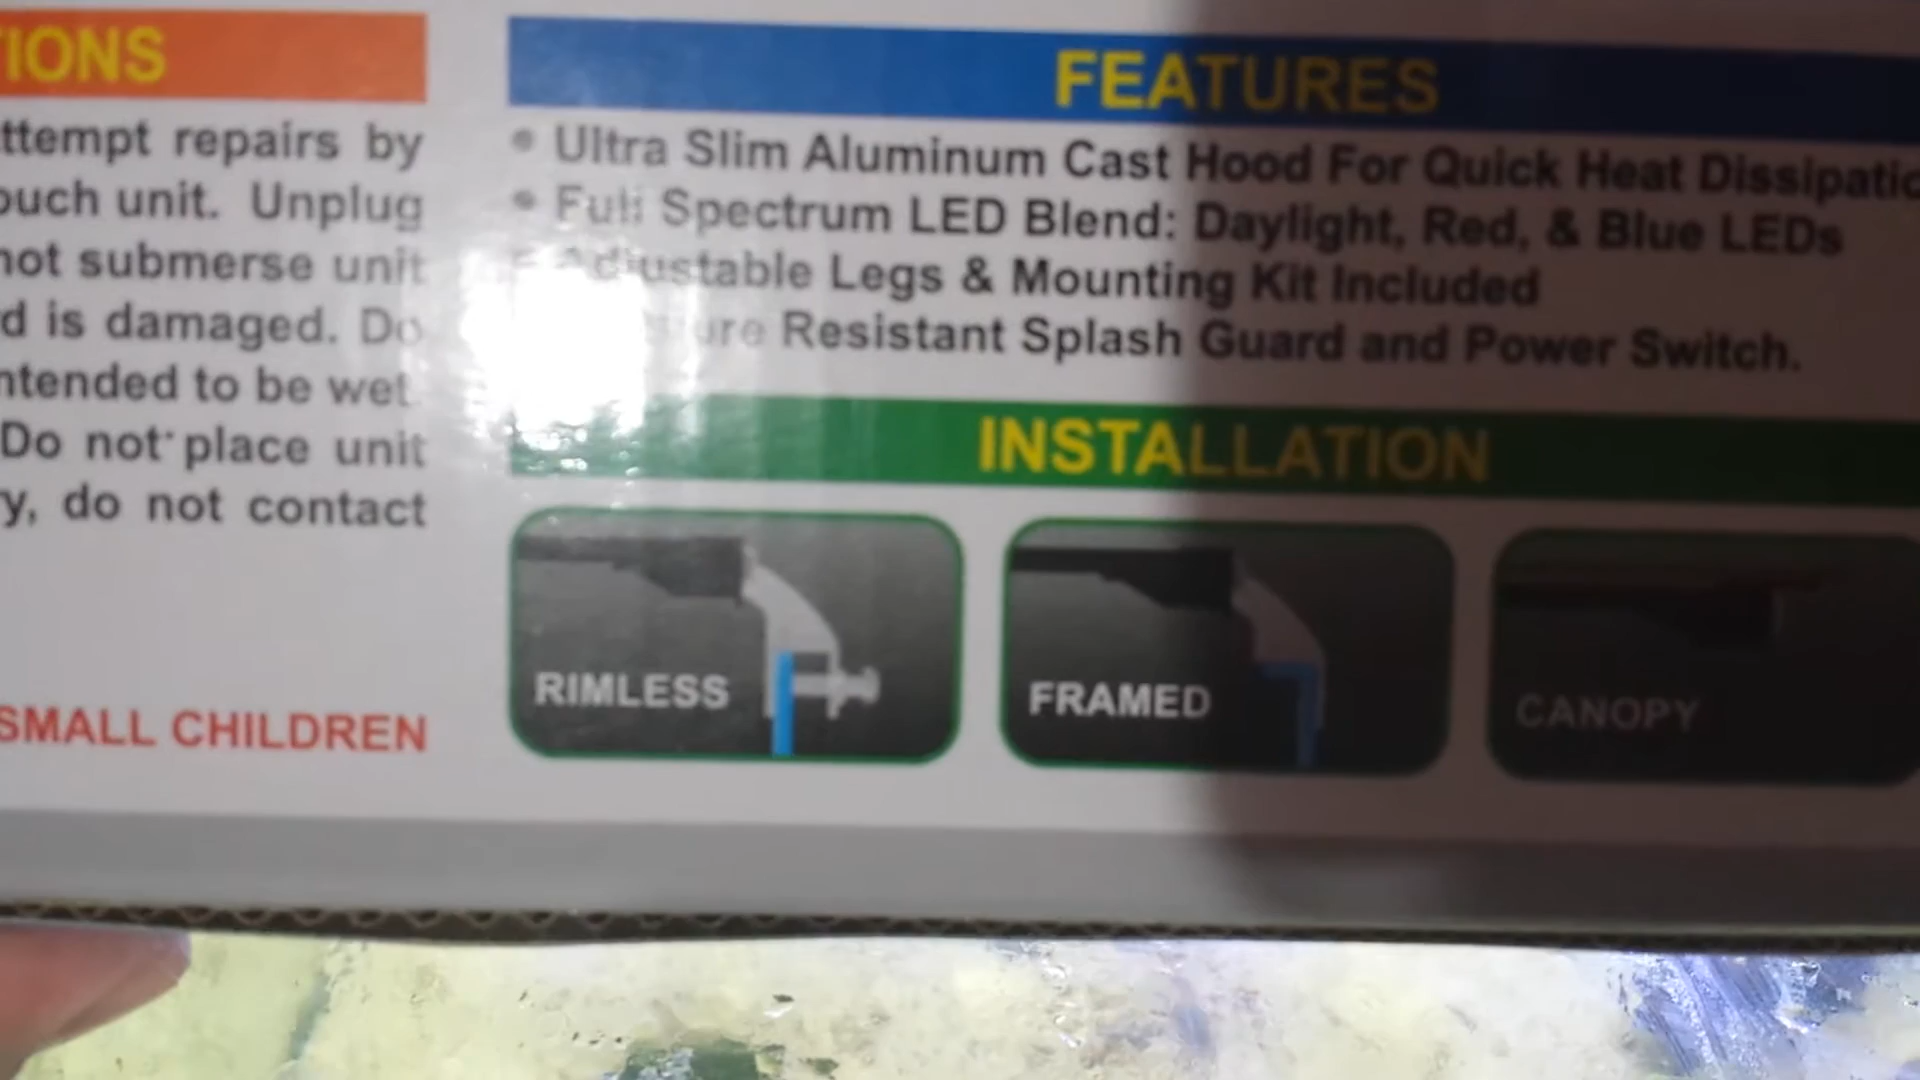 IONS
ttempt repairs by
ouch unit. Unplug
not submerse unit
d is damaged. Do
ntended to be wet.
Do not place unit
y, do not contact
SMALL CHILDREN
FEATURES
• Ultra Slim Aluminum Cast Hood For Quick Heat Dissipatio
• Full Spectrum LED Blend: Daylight, Red, & Blue LEDs
Adjustable Legs & Mounting Kit Included
ure Resistant Splash Guard and Power Switch.
INSTALLATION
RIMLESS
FRAMED
CANOPY